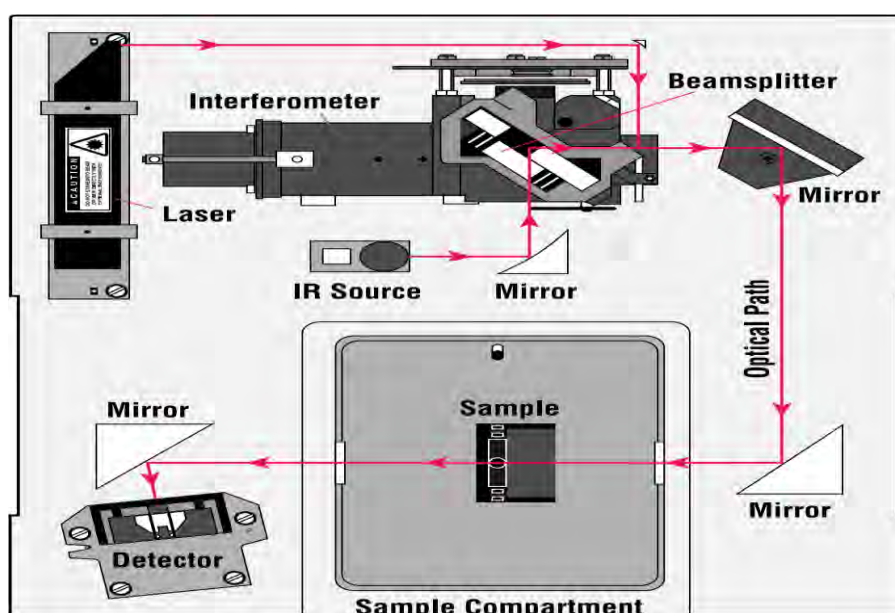 Beamsplitter
Interferometer
CAUTION
Laser
Mirror
IR Source
Mirror
Optical Path
Mirror
Sample
Mirror
Detector
Sample Compartment